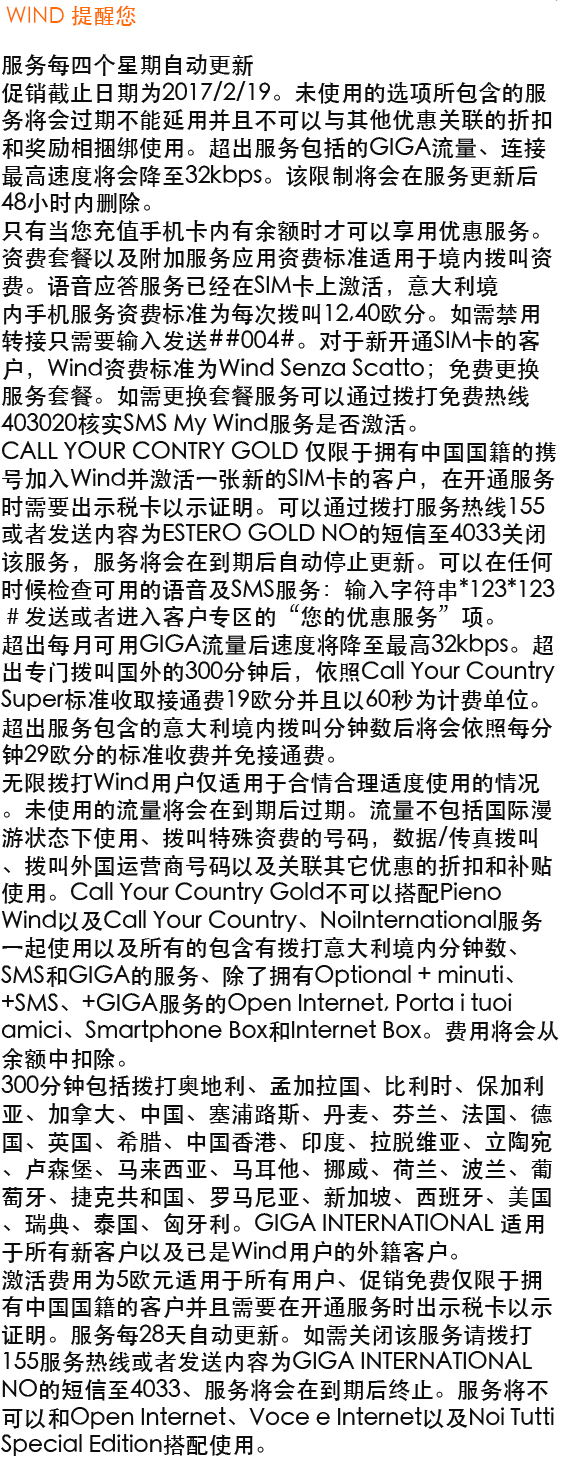 WIND 提醒您
服务每四个星期自动更新
促销截止日期为2017/2/19。未使用的选项所包含的服
务将会过期不能延用并且不可以与其他优惠关联的折扣
和奖励相捆绑使用。超出服务包括的GIGA流量、连接
最高速度将会降至32kbps。该限制将会在服务更新后
48小时内删除。
只有当您充值手机卡内有余额时才可以享用优惠服务。
资费套餐以及附加服务应用资费标准适用于境内拨叫资
费。语音应答服务已经在SIM卡上激活，意大利境
内手机服务资费标准为每次拨叫12,40欧分。如需禁用
转接只需要输入发送##004#。对于新开通SIM卡的客
户，Wind资费标准为Wind Senza Scatto；免费更换
服务套餐。如需更换套餐服务可以通过拨打免费热线
403020核实SMS My Wind服务是否激活。
CALL YOUR CONTRY GOLD 仅限于拥有中国国籍的携
号加入Wind并激活一张新的SIM卡的客户，在开通服务
时需要出示税卡以示证明。可以通过拨打服务热线155
或者发送内容为ESTERO GOLD NO的短信至4033关闭
该服务，服务将会在到期后自动停止更新。可以在任何
时候检查可用的语音及SMS服务：输入字符串*123*123
＃发送或者进入客户专区的“您的优惠服务”项。
超出每月可用GIGA流量后速度将降至最高32kbps。超
出专门拨叫国外的300分钟后，依照Call Your Country
Super标准收取接通费19欧分并且以60秒为计费单位。
超出服务包含的意大利境内拨叫分钟数后将会依照每分
钟29欧分的标准收费并免接通费。
无限拨打Wind用户仅适用于合情合理适度使用的情况
。未使用的流量将会在到期后过期。流量不包括国际漫
游状态下使用、拨叫特殊资费的号码，数据/传真拨叫
、拨叫外国运营商号码以及关联其它优惠的折扣和补贴
使用。Call Your Country Gold不可以搭配Pieno
Wind以及Call Your Country、NoiInternational服务
一起使用以及所有的包含有拨打意大利境内分钟数、
SMS和GIGA的服务、除了拥有Optional + minuti、
+SMS、+GIGA服务的Open Internet, Porta i tuoi
amici、Smartphone Box和Internet Box。费用将会从
余额中扣除。
300分钟包括拨打奥地利、孟加拉国、比利时、保加利
亚、加拿大、中国、塞浦路斯、丹麦、芬兰、法国、德
国、英国、希腊、中国香港、印度、拉脱维亚、立陶宛
、卢森堡、马来西亚、马耳他、挪威、荷兰、波兰、葡
萄牙、捷克共和国、罗马尼亚、新加坡、西班牙、美国
、瑞典、泰国、匈牙利。GIGA INTERNATIONAL 适用
于所有新客户以及已是Wind用户的外籍客户。
激活费用为5欧元适用于所有用户、促销免费仅限于拥
有中国国籍的客户并且需要在开通服务时出示税卡以示
证明。服务每28天自动更新。如需关闭该服务请拨打
155服务热线或者发送内容为GIGA INTERNATIONAL
NO的短信至4033、服务将会在到期后终止。服务将不
可以和Open Internet、Voce e Internet以及Noi Tutti
Special Edition搭配使用。